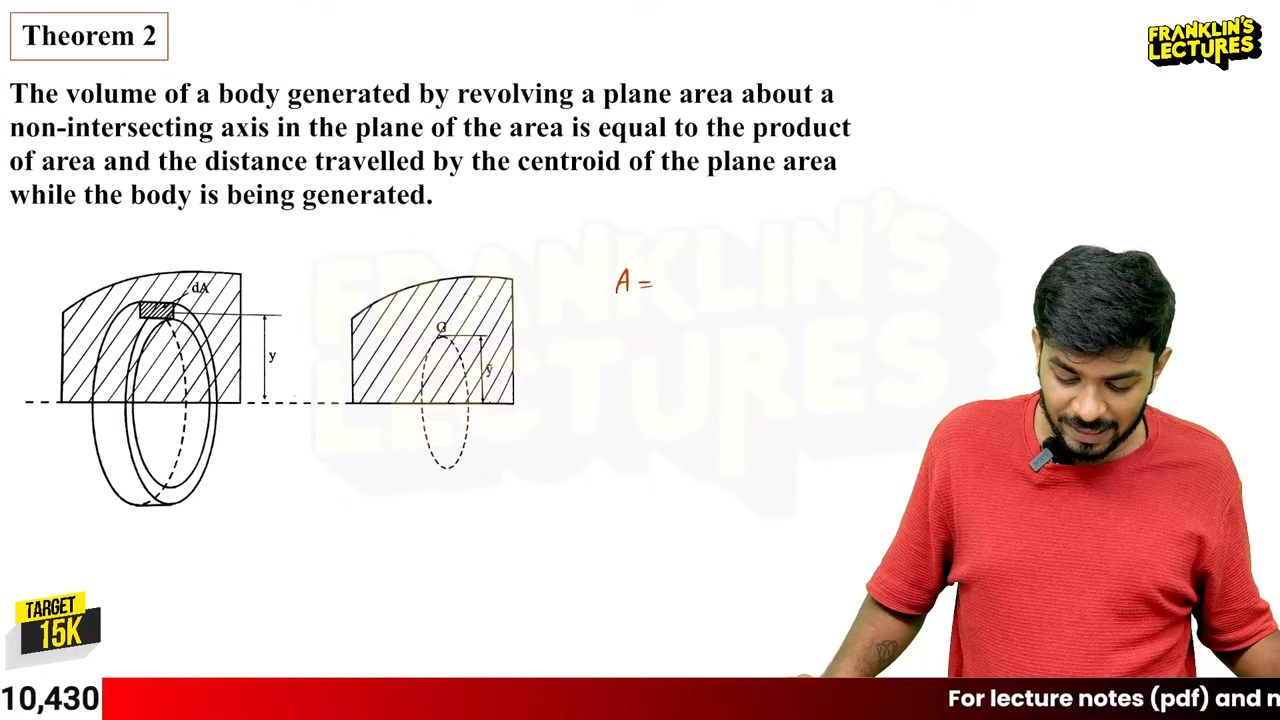 Theorem 2
FRANKLIN'S
LECTURES
The volume of a body generated by revolving a plane area about a
non-intersecting axis in the plane of the area is equal to the product
of area and the distance travelled by the centroid of the plane area
while the body is being generated.
FRANKLIN'S
LECTURES
A =
dA
y
G
ȳ
TARGET
15K
10,430
For lecture notes (pdf) and n